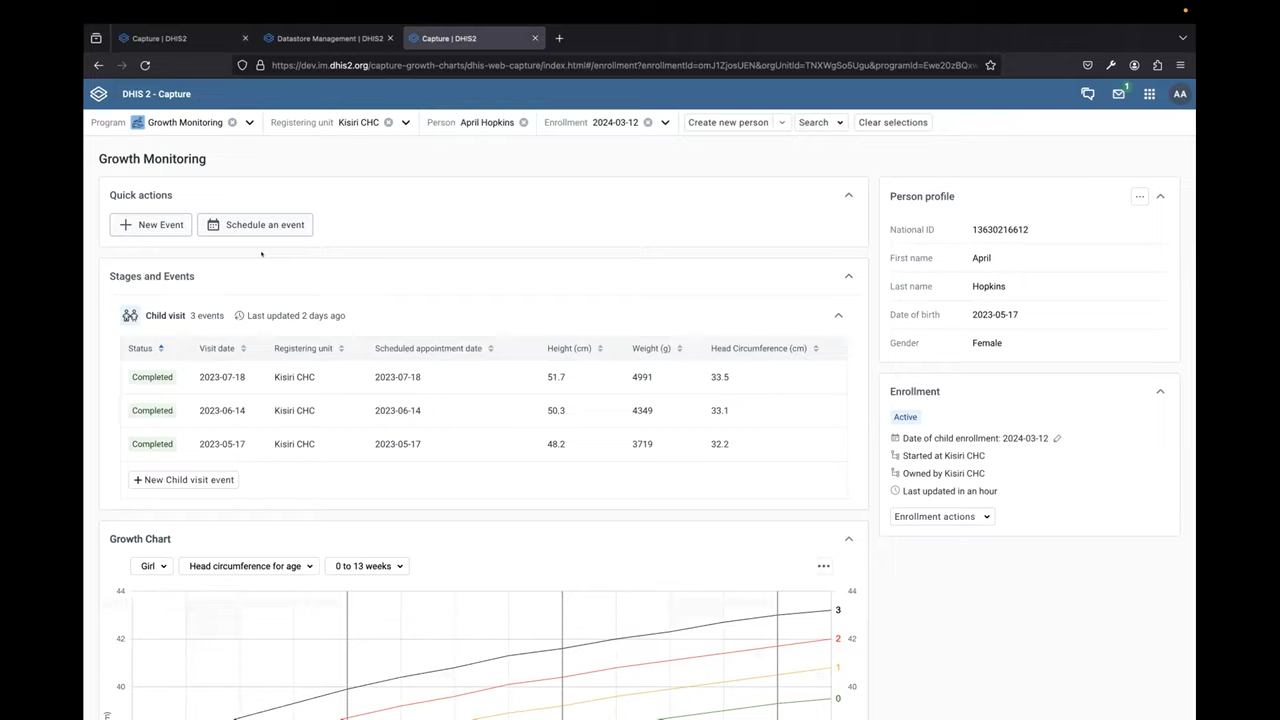 Capture | DHIS2
Datastore Management | DHIS2
Capture | DHIS2
https://dev.im.dhis2.org/capture-growth-charts/dhis-web-capture/index.html#/enrollment?enrollmentId=omJ1ZjosUEN&orgUnitId=TNXWgSo5Ugu&programId=Ewe20zBQxw
DHIS 2 - Capture
1
AA
Program Growth Monitoring Registering unit Kisiri CHC Person April Hopkins Enrollment 2024-03-12 Create new person Search Clear selections
Growth Monitoring
Quick actions
New Event
Schedule an event
Stages and Events
Child visit 3 events Last updated 2 days ago
Status Visit date Registering unit Scheduled appointment date Height (cm) Weight (g) Head Circumference (cm)
Completed 2023-07-18 Kisiri CHC 2023-07-18 51.7 4991 33.5
Completed 2023-06-14 Kisiri CHC 2023-06-14 50.3 4349 33.1
Completed 2023-05-17 Kisiri CHC 2023-05-17 48.2 3719 32.2
+ New Child visit event
Growth Chart
Girl Head circumference for age 0 to 13 weeks
44 44
3
42 2 42
1
40 40
0
Person profile
National ID 13630216612
First name April
Last name Hopkins
Date of birth 2023-05-17
Gender Female
Enrollment
Active
Date of child enrollment: 2024-03-12
Started at Kisiri CHC
Owned by Kisiri CHC
Last updated in an hour
Enrollment actions